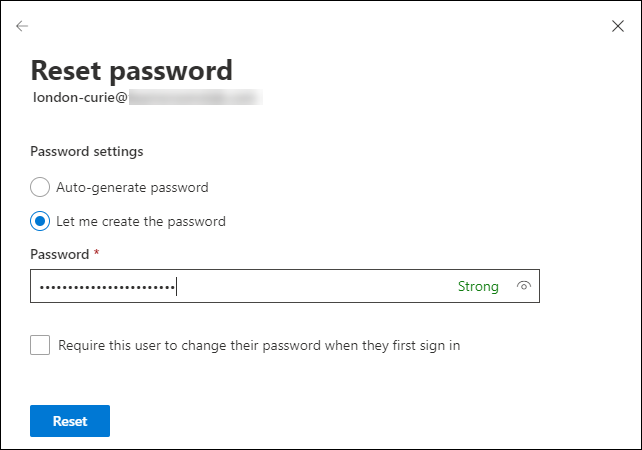 Reset password
london-curie@
Password settings
Auto-generate password
Let me create the password
Password *
•••••••••••••••••••••••• Strong
Require this user to change their password when they first sign in
Reset